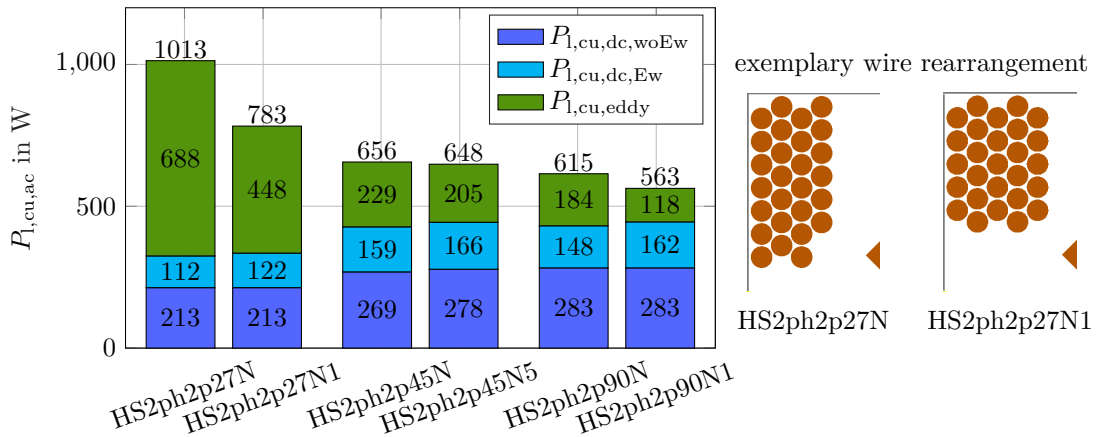 P_l,cu,ac in W
1,000
500
0
P_l,cu,dc,woEw
P_l,cu,dc,Ew
P_l,cu,eddy
1013
783
656
648
615
563
688
448
229
205
184
118
112
122
159
166
148
162
213
213
269
278
283
283
HS2ph2p27N
HS2ph2p27N1
HS2ph2p45N
HS2ph2p45N5
HS2ph2p90N
HS2ph2p90N1
exemplary wire rearrangement
HS2ph2p27N
HS2ph2p27N1